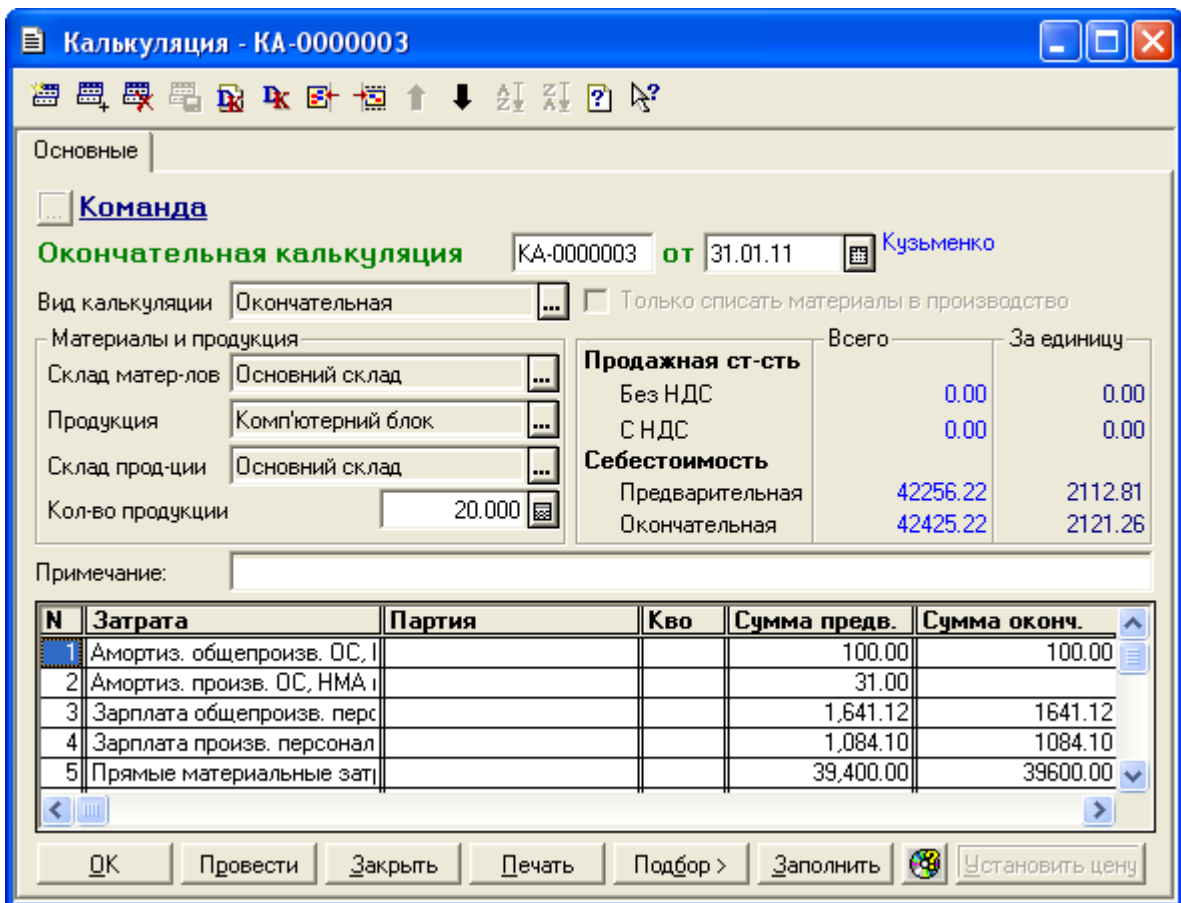 Калькуляция - КА-0000003
Основные
... Команда
Окончательная калькуляция КА-0000003 от 31.01.11 Кузьменко
Вид калькуляции Окончательная ... Только списать материалы в производство
Материалы и продукция Всего За единицу
Склад матер-лов Основний склад ... Продажная ст-сть
Без НДС 0.00 0.00
Продукция Комп'ютерний блок ... С НДС 0.00 0.00
Склад прод-ции Основний склад ... Себестоимость
Предварительная 42256.22 2112.81
Кол-во продукции 20.000 Окончательная 42425.22 2121.26
Примечание:
N Затрата Партия Кво Сумма предв. Сумма оконч.
1 Амортиз. общепроизв. ОС, 100.00 100.00
2 Амортиз. произв. ОС, НМА 31.00
3 Зарплата общепроизв. перс 1,641.12 1641.12
4 Зарплата произв. персонал 1,084.10 1084.10
5 Прямые материальные зат 39,400.00 39600.00
OK Провести Закрыть Печать Подбор > Заполнить Установить цену